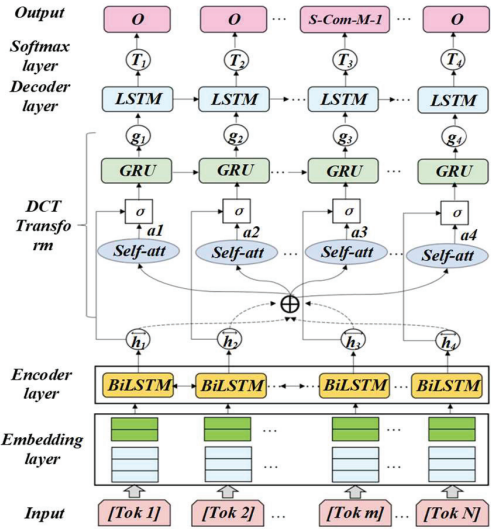 Output O O ... S-Com-M-1 ... O
Softmax layer T1 T2 T3 T4
Decoder layer LSTM LSTM ... LSTM ... LSTM
g1 g2 g3 g4
GRU GRU ... GRU ... GRU
DCT
Transfo
rm
σ σ σ σ
a1 a2 a3 a4
Self-att Self-att Self-att Self-att
h1 h2 h3 h4
Encoder layer BiLSTM BiLSTM ... BiLSTM ... BiLSTM
Embedding layer ... ... ... ...
Input [Tok 1] [Tok 2] ... [Tok m] ... [Tok N]